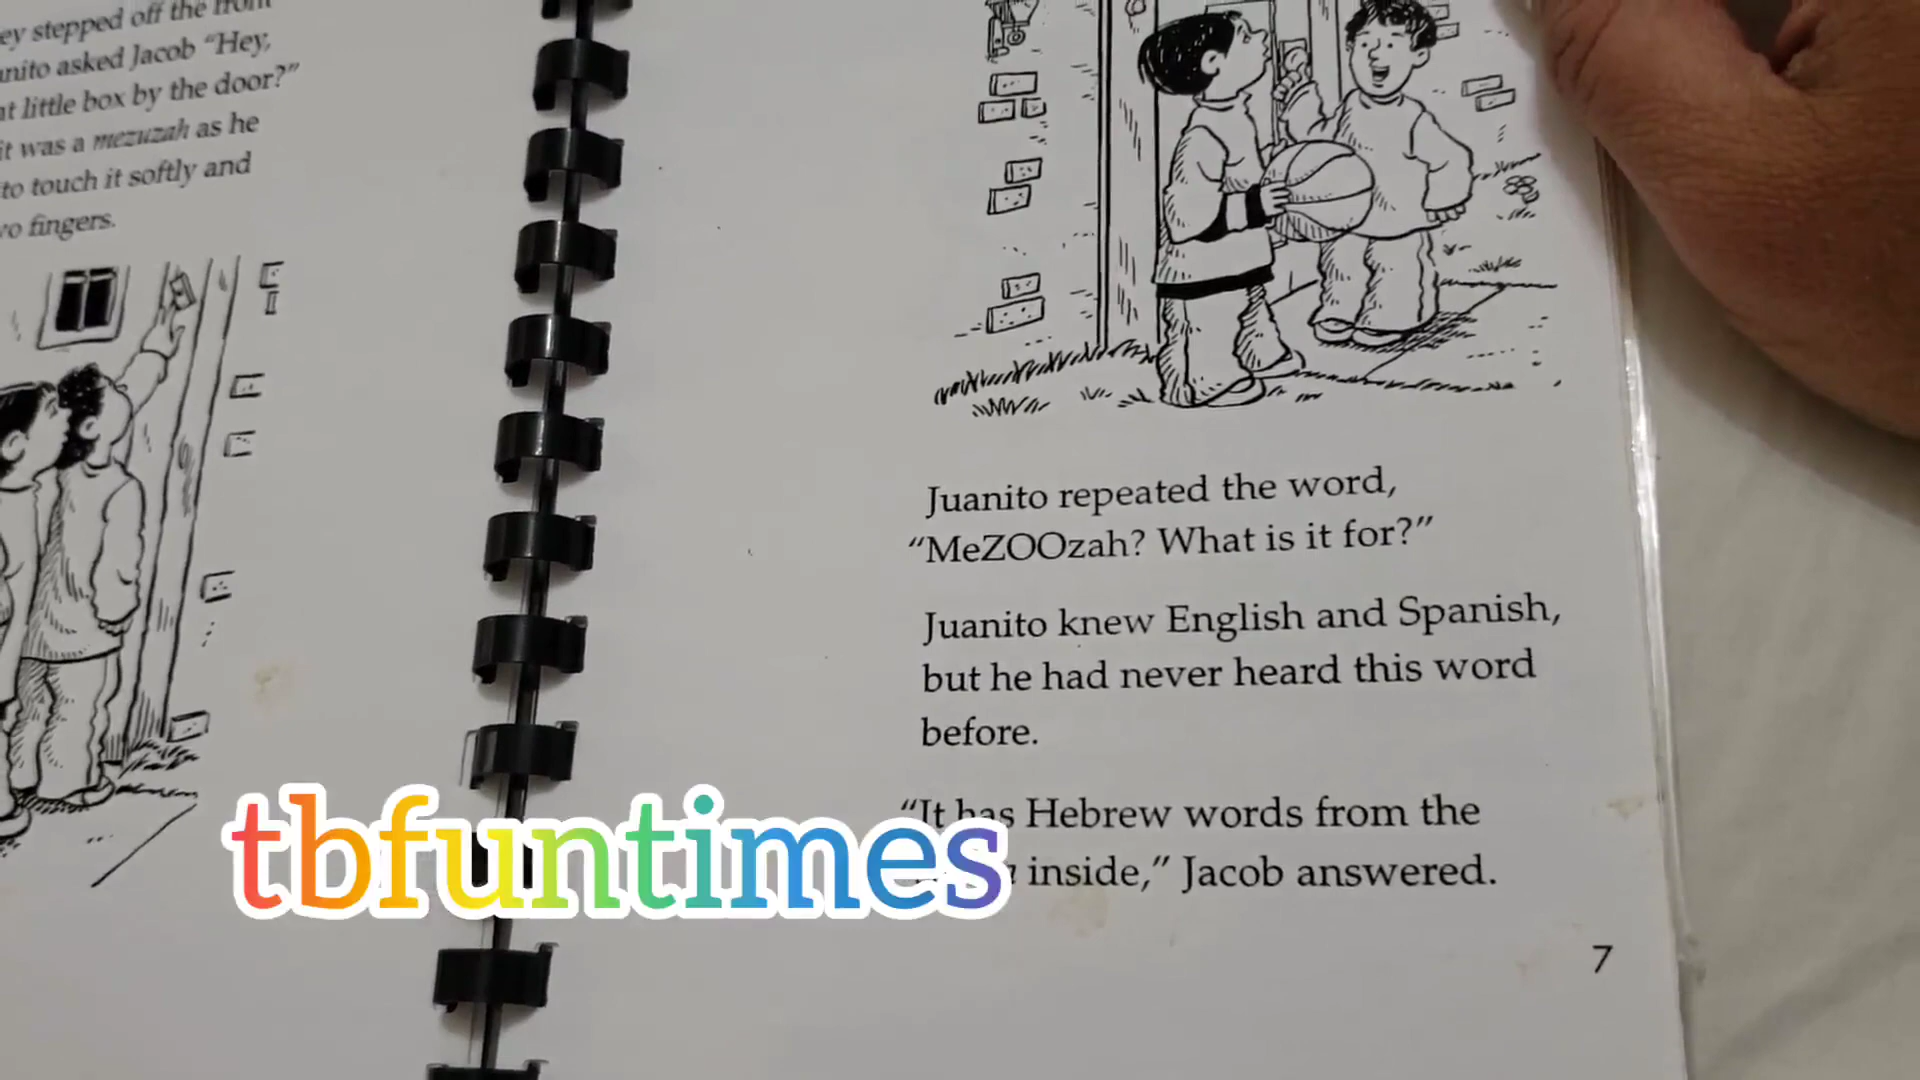 stepped off the
asked Jacob “Hey,
little box by the door?”
it was a mezuzah as he
to touch it softly and
fingers.
Juanito repeated the word,
“MeZOOzah? What is it for?”
Juanito knew English and Spanish,
but he had never heard this word
before.
“It has Hebrew words from the
inside,” Jacob answered.
7
tbfuntimes